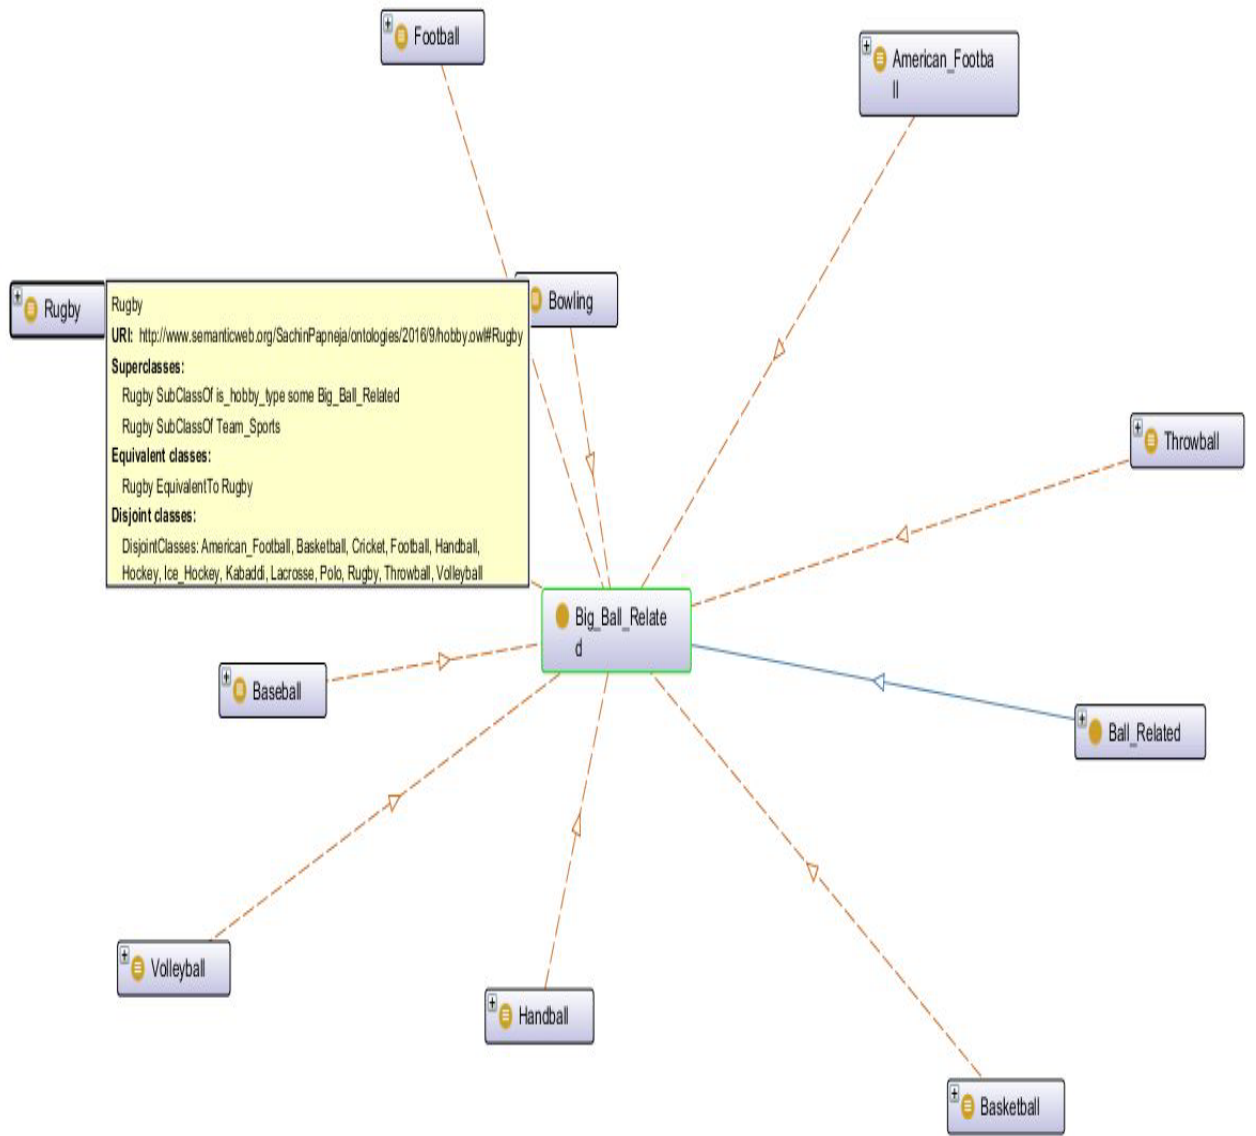 Football
American_Footba
ll
Rugby
Rugby
URI: http://www.semanticweb.org/SachinPapneja/ontologies/2016/9/hobby.owl#Rugby
Superclasses:
Rugby SubClassOf is_hobby_type some Big_Ball_Related
Rugby SubClassOf Team_Sports
Equivalent classes:
Rugby EquivalentTo Rugby
Disjoint classes:
DisjointClasses: American_Football, Basketball, Cricket, Football, Handball,
Hockey, Ice_Hockey, Kabaddi, Lacrosse, Polo, Rugby, Throwball, Volleyball
Bowling
Throwball
Big_Ball_Relate
d
Baseball
Ball_Related
Volleyball
Handball
Basketball